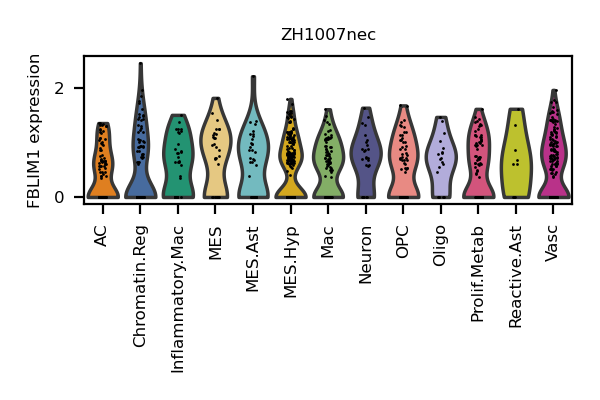 ZH1007nec
FBLIM1 expression
2
0
AC
Chromatin.Reg
Inflammatory.Mac
MES
MES.Ast
MES.Hyp
Mac
Neuron
OPC
Oligo
Prolif.Metab
Reactive.Ast
Vasc